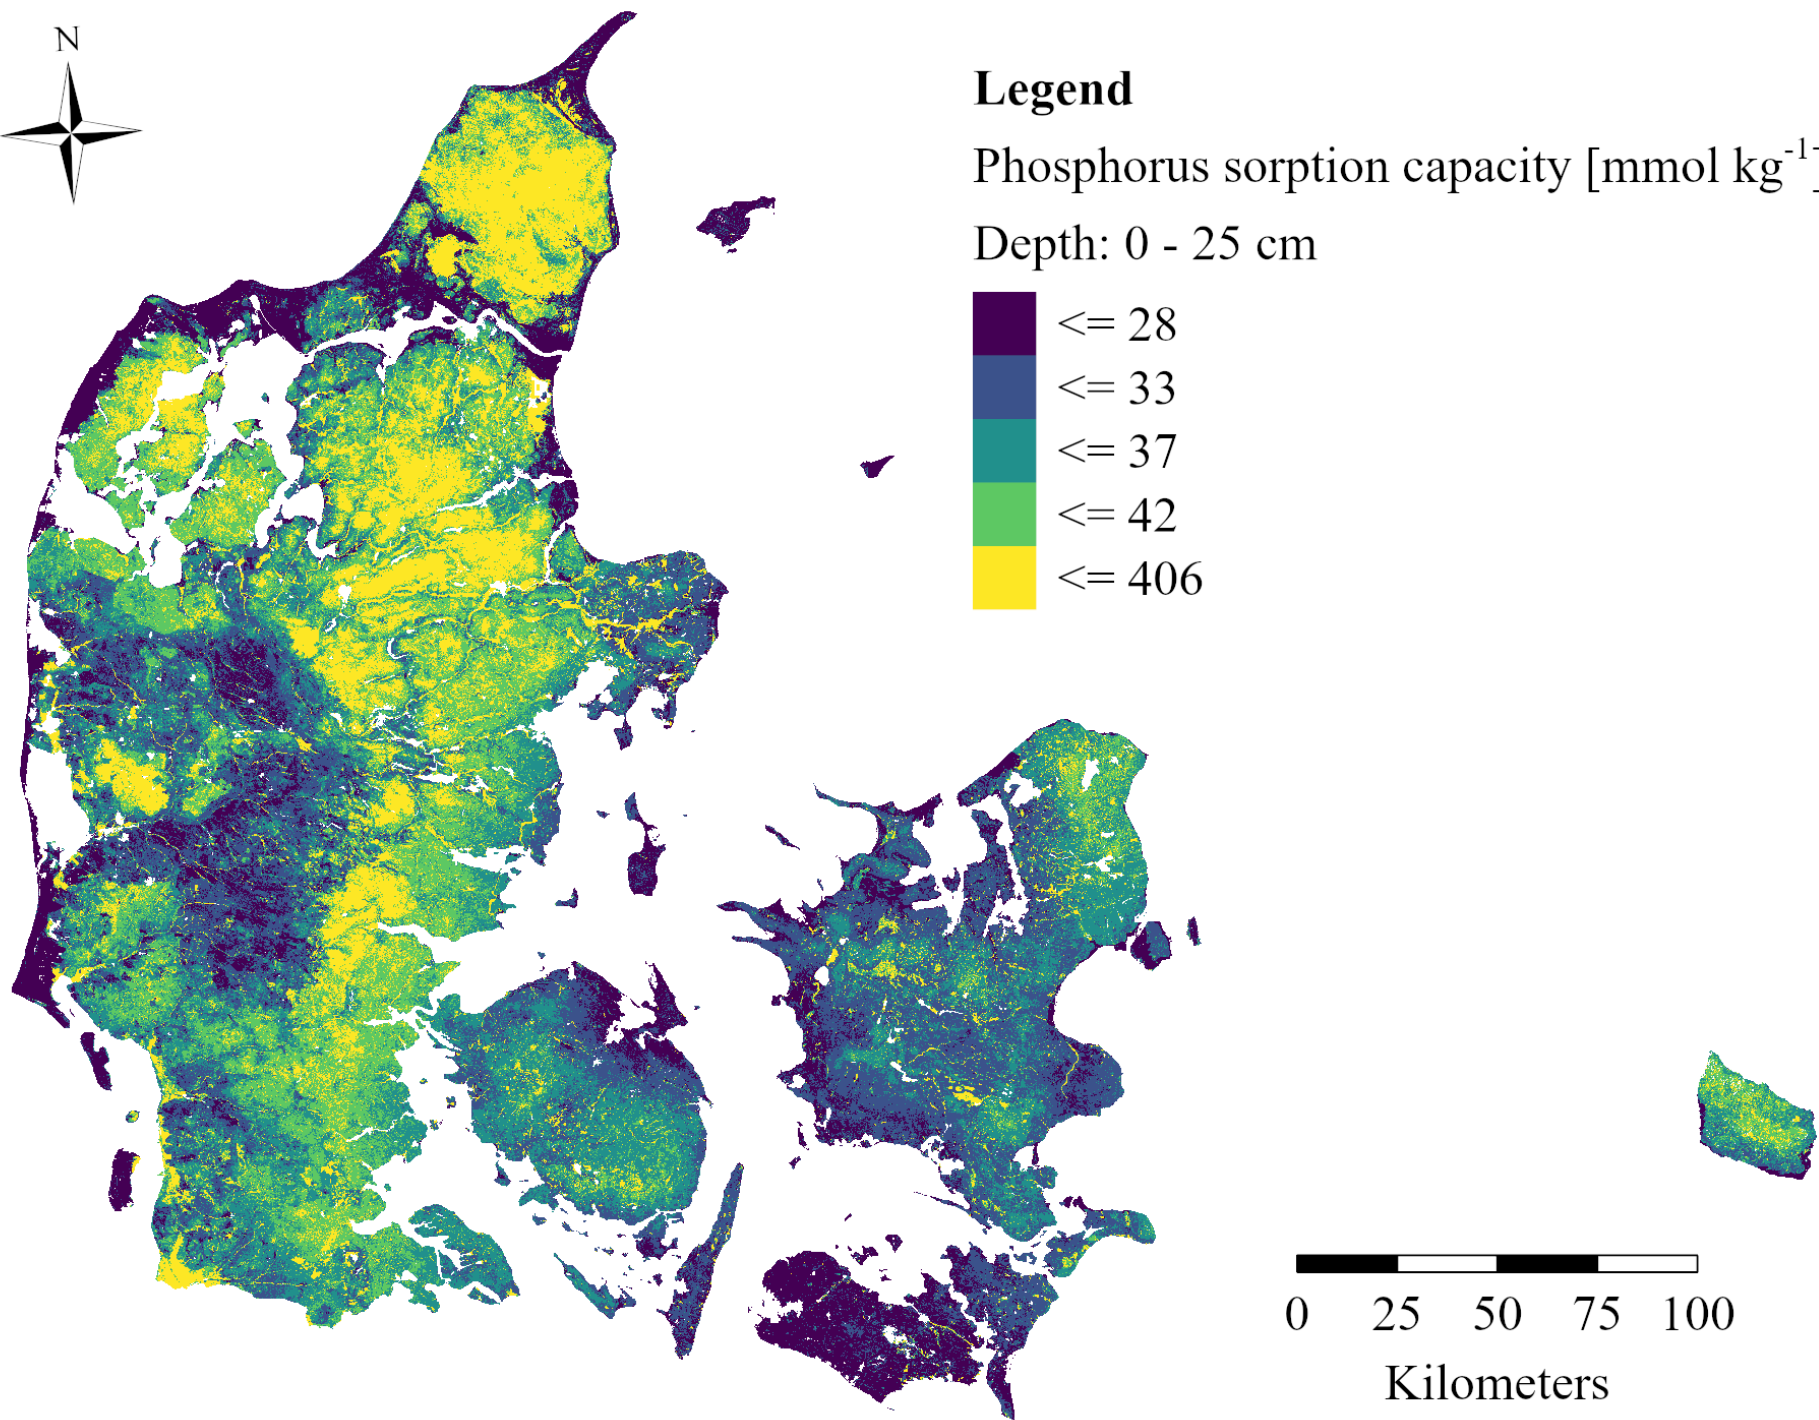 N
Legend
Phosphorus sorption capacity [mmol kg-1]
Depth: 0 - 25 cm
<= 28
<= 33
<= 37
<= 42
<= 406
0 25 50 75 100
Kilometers